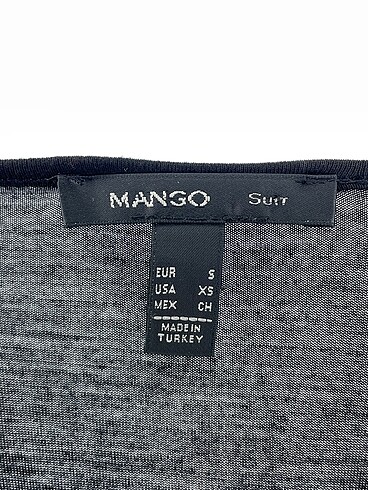 MANGO Suit
EUR S
USA XS
MEX CH
MADE IN
TURKEY